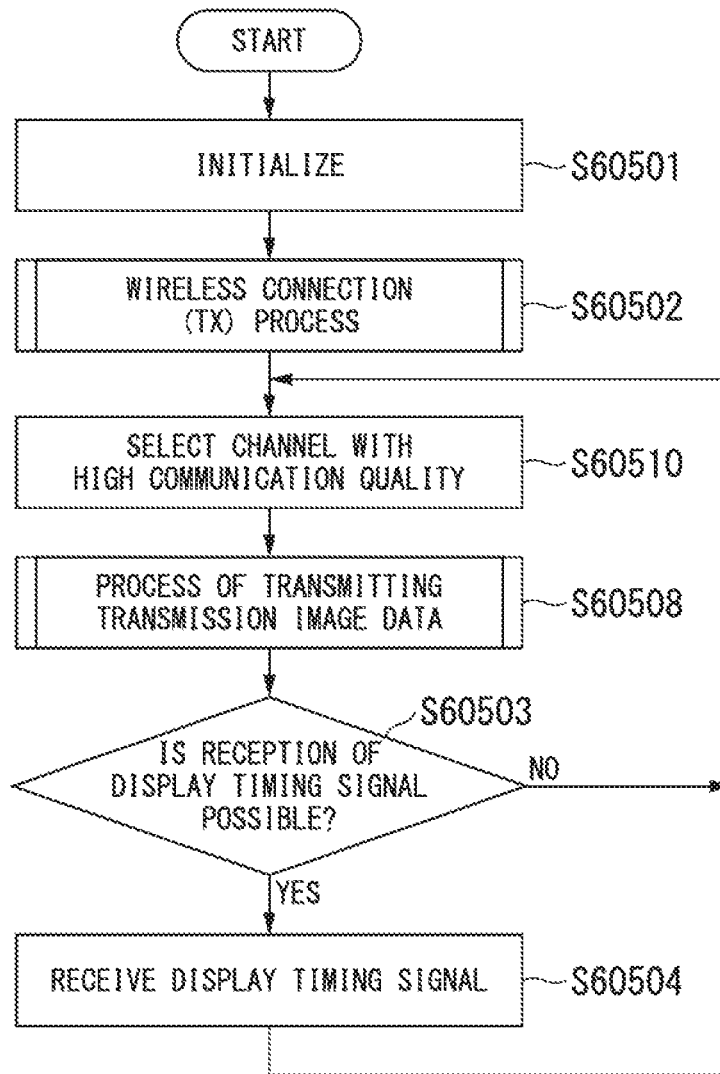 START
INITIALIZE
S60501
WIRELESS CONNECTION
(TX) PROCESS
S60502
SELECT CHANNEL WITH
HIGH COMMUNICATION QUALITY
S60510
PROCESS OF TRANSMITTING
TRANSMISSION IMAGE DATA
S60508
S60503
IS RECEPTION OF
DISPLAY TIMING SIGNAL
POSSIBLE?
NO
YES
RECEIVE DISPLAY TIMING SIGNAL
S60504